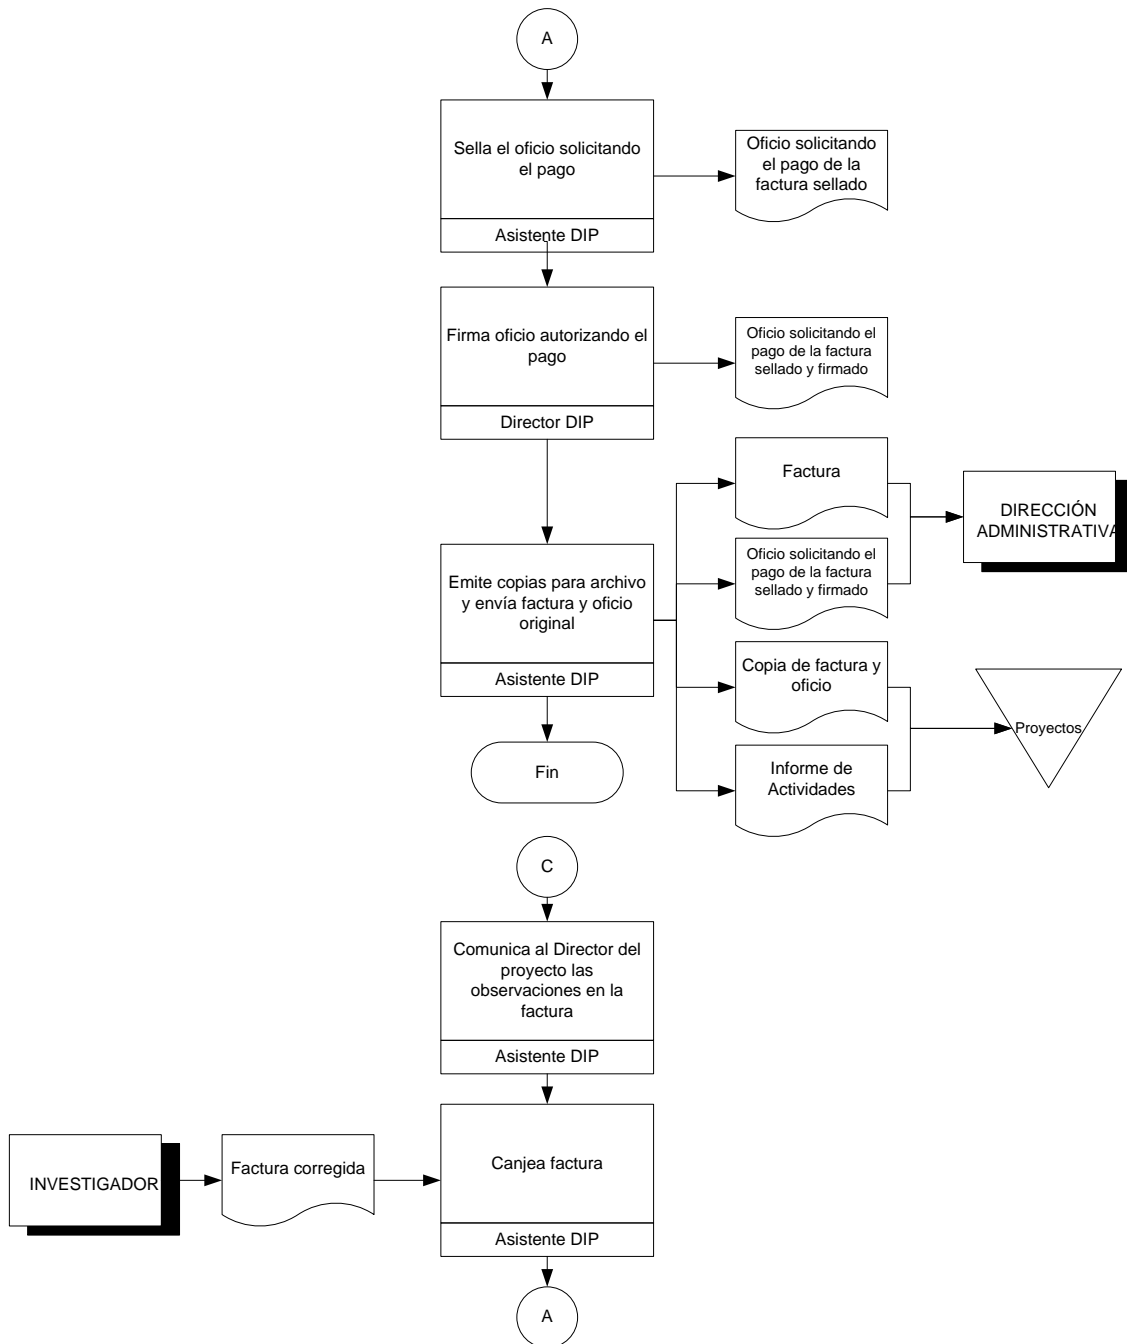 A
Sella el oficio solicitando
el pago
Asistente DIP
Oficio solicitando
el pago de la
factura sellado
Firma oficio autorizando el
pago
Director DIP
Oficio solicitando el
pago de la factura
sellado y firmado
Emite copias para archivo
y envía factura y oficio
original
Asistente DIP
Factura
Oficio solicitando el
pago de la factura
sellado y firmado
DIRECCIÓN
ADMINISTRATIVA
Copia de factura y
oficio
Informe de
Actividades
Proyectos
Fin
C
Comunica al Director del
proyecto las
observaciones en la
factura
Asistente DIP
INVESTIGADOR
Factura corregida
Canjea factura
Asistente DIP
A